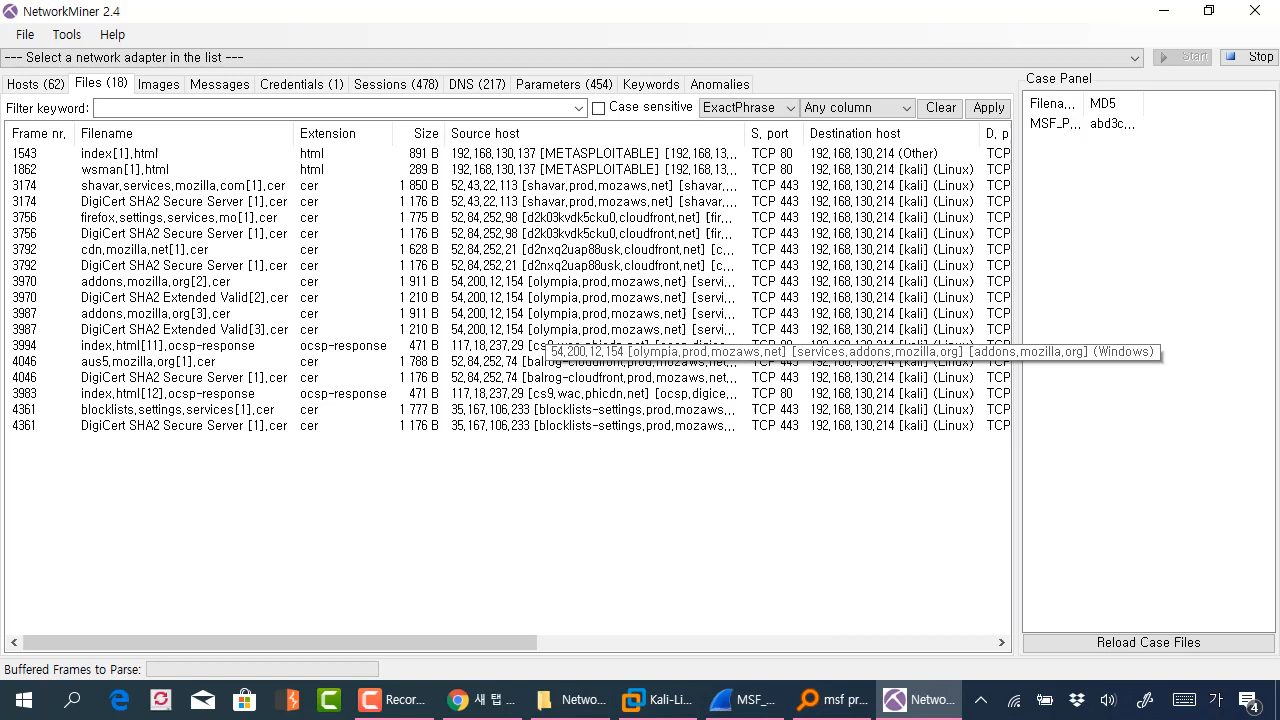 NetworkMiner 2.4
File Tools Help
--- Select a network adapter in the list ---
Start Stop
Hosts (62) Files (18) Images Messages Credentials (1) Sessions (478) DNS (217) Parameters (454) Keywords Anomalies
Case Panel
Filter keyword: Case sensitive ExactPhrase Any column Clear Apply
Filena... MD5
MSF_P... abd3c...
Frame nr. Filename Extension Size Source host S. port Destination host D. p
1543 index[1].html html 891 B 192.168.130.137 [METASPLOITABLE] [192.168.13... TCP 80 192.168.130.214 (Other) TCP
1862 wsman[1].html html 289 B 192.168.130.137 [METASPLOITABLE] [192.168.13... TCP 80 192.168.130.214 [kali] (Linux) TCP
3174 shavar.services.mozilla.com[1].cer cer 1 850 B 52.43.22.113 [shavar.prod.mozaws.net] [shavar.... TCP 443 192.168.130.214 [kali] (Linux) TCP
3174 DigiCert SHA2 Secure Server [1].cer cer 1 176 B 52.43.22.113 [shavar.prod.mozaws.net] [shavar.... TCP 443 192.168.130.214 [kali] (Linux) TCP
3756 firefox.settings.services.mo[1].cer cer 1 775 B 52.84.252.98 [d2k03kvdk5cku0.cloudfront.net] [fir... TCP 443 192.168.130.214 [kali] (Linux) TCP
3756 DigiCert SHA2 Secure Server [1].cer cer 1 176 B 52.84.252.98 [d2k03kvdk5cku0.cloudfront.net] [fir... TCP 443 192.168.130.214 [kali] (Linux) TCP
3792 cdn.mozilla.net[1].cer cer 1 628 B 52.84.252.21 [d2nxq2uap88usk.cloudfront.net] [c... TCP 443 192.168.130.214 [kali] (Linux) TCP
3792 DigiCert SHA2 Secure Server [1].cer cer 1 176 B 52.84.252.21 [d2nxq2uap88usk.cloudfront.net] [c... TCP 443 192.168.130.214 [kali] (Linux) TCP
3970 addons.mozilla.org[2].cer cer 1 911 B 54.200.12.154 [olympia.prod.mozaws.net] [servi... TCP 443 192.168.130.214 [kali] (Linux) TCP
3970 DigiCert SHA2 Extended Valid[2].cer cer 1 210 B 54.200.12.154 [olympia.prod.mozaws.net] [servi... TCP 443 192.168.130.214 [kali] (Linux) TCP
3987 addons.mozilla.org[3].cer cer 1 911 B 54.200.12.154 [olympia.prod.mozaws.net] [servi... TCP 443 192.168.130.214 [kali] (Linux) TCP
3987 DigiCert SHA2 Extended Valid[3].cer cer 1 210 B 54.200.12.154 [olympia.prod.mozaws.net] [servi... TCP 443 192.168.130.214 [kali] (Linux) TCP
3994 index.html[11].ocsp-response ocsp-response 471 B 117.18.237.29
54.200.12.154 [olympia.prod.mozaws.net] [services.addons.mozilla.org] [addons.mozilla.org] (Windows)
4046 aus5.mozilla.org[1].cer cer 1 788 B 52.84.252.74 [balrog-cloudfront.prod.mozaws.net... TCP 443 192.168.130.214 [kali] (Linux) TCP
4046 DigiCert SHA2 Secure Server [1].cer cer 1 176 B 52.84.252.74 [balrog-cloudfront.prod.mozaws.net... TCP 443 192.168.130.214 [kali] (Linux) TCP
3983 index.html[12].ocsp-response ocsp-response 471 B 117.18.237.29 [cs9.wac.phicdn.net] [ocsp.digice... TCP 80 192.168.130.214 [kali] (Linux) TCP
4361 blocklists.settings.services[1].cer cer 1 777 B 35.167.106.233 [blocklists-settings.prod.mozaws... TCP 443 192.168.130.214 [kali] (Linux) TCP
4361 DigiCert SHA2 Secure Server [1].cer cer 1 176 B 35.167.106.233 [blocklists-settings.prod.mozaws... TCP 443 192.168.130.214 [kali] (Linux) TCP
Reload Case Files
Buffered Frames to Parse:
Recor... 새 탭 ... Netwo... Kali-Li... MSF_... msf pr... Netwo... 가 4